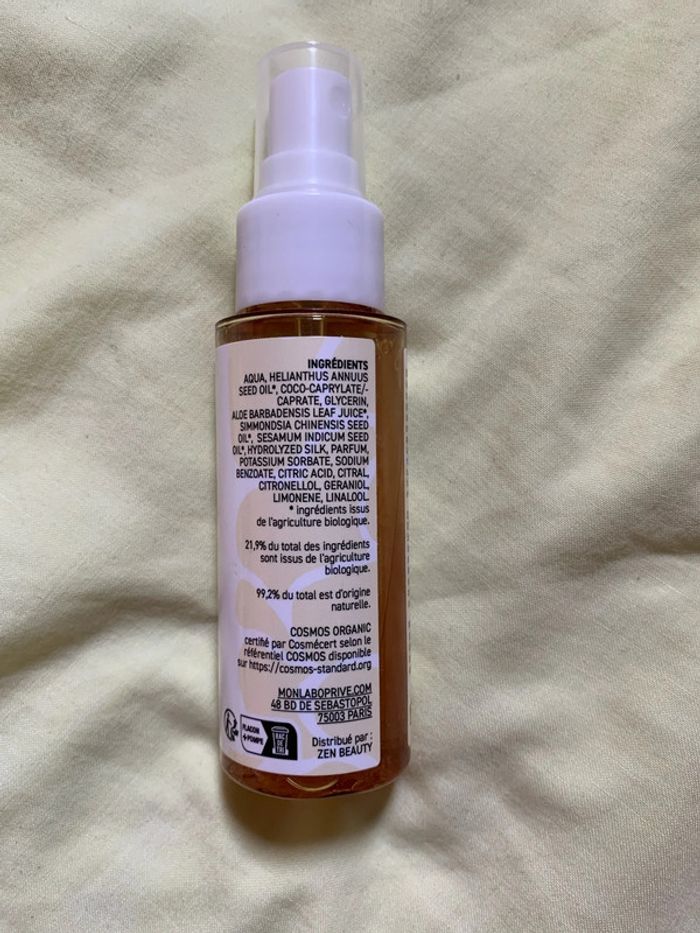 INGRÉDIENTS
AQUA, HELIANTHUS ANNUUS
SEED OIL*, COCO-CAPRYLATE/-
CAPRATE, GLYCERIN,
ALOE BARBADENSIS LEAF JUICE*,
SIMMONDSIA CHINENSIS SEED
OIL*, SESAMUM INDICUM SEED
OIL*, HYDROLYZED SILK, PARFUM,
POTASSIUM SORBATE, SODIUM
BENZOATE, CITRIC ACID, CITRAL,
CITRONELLOL, GERANIOL,
LIMONENE, LINALOOL.
* ingrédients issus
de l'agriculture biologique.
21,9% du total des ingrédients
sont issus de l'agriculture
biologique.
99,2% du total est d'origine
naturelle.
COSMOS ORGANIC
certifié par Cosmécert selon le
référentiel COSMOS disponible
sur https://cosmos-standard.org
MONLABOPRIVE.COM
48 BD DE SEBASTOPOL
75003 PARIS
FLACON
+ POMPE
BAC
DE
TRI
Distribué par :
ZEN BEAUTY